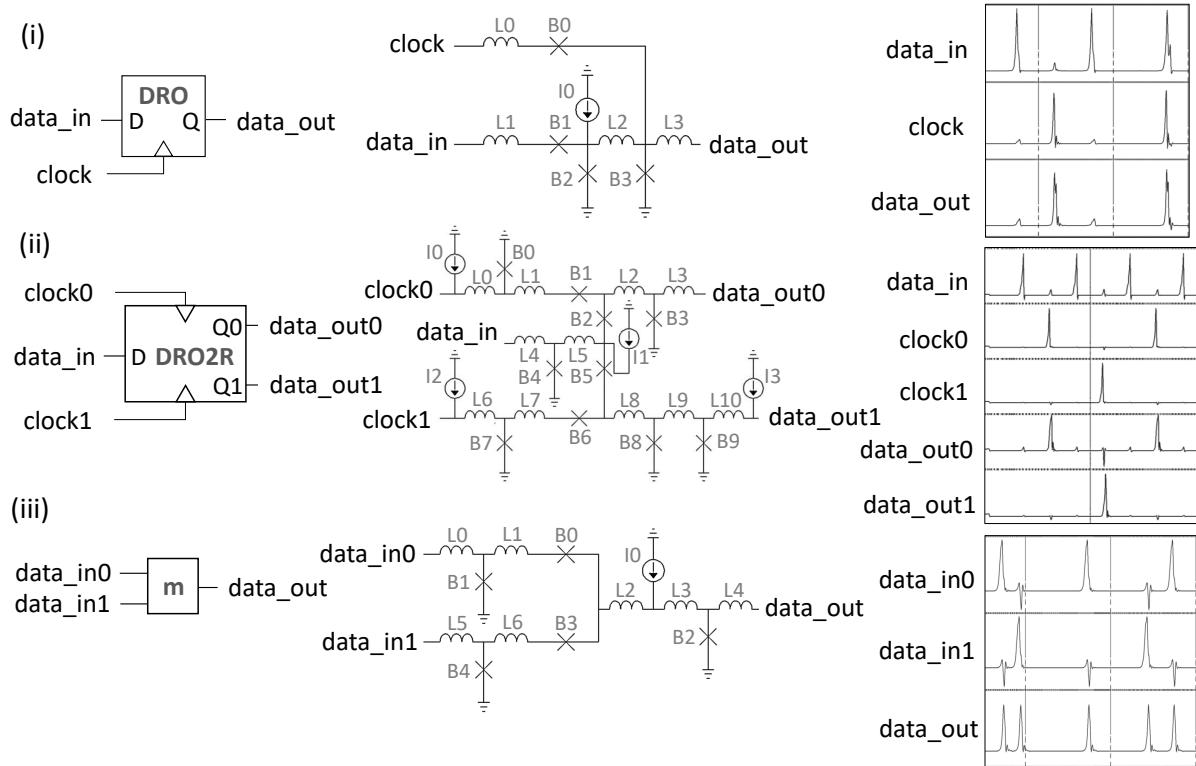 (i)
DRO
data_in
D
Q
data_out
clock
clock
L0
B0
I0
data_in
L1
B1
L2
L3
data_out
B2
B3
data_in
clock
data_out
(ii)
clock0
Q0
data_out0
data_in
D
DRO2R
Q1
data_out1
clock1
I0
B0
clock0
L0
L1
B1
L2
L3
data_out0
B2
B3
data_in
L4
L5
I1
B4
B5
I2
I3
clock1
L6
L7
L8
L9
L10
data_out1
B7
B6
B8
B9
data_in
clock0
clock1
data_out0
data_out1
(iii)
data_in0
data_in1
m
data_out
data_in0
L0
L1
B0
B1
I0
L2
L3
L4
data_out
B2
data_in1
L5
L6
B3
B4
data_in0
data_in1
data_out